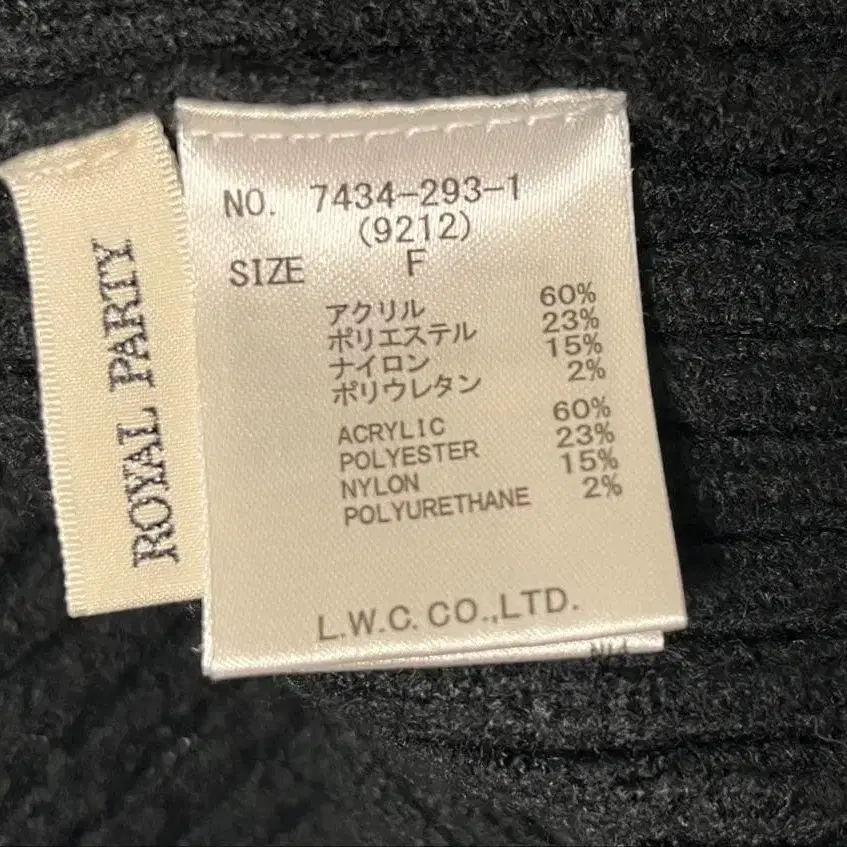 ROYAL PARTY
NO. 7434-293-1
(9212)
SIZE F
アクリル 60%
ポリエステル 23%
ナイロン 15%
ポリウレタン 2%
ACRYLIC 60%
POLYESTER 23%
NYLON 15%
POLYURETHANE 2%
L.W.C. CO.,LTD.